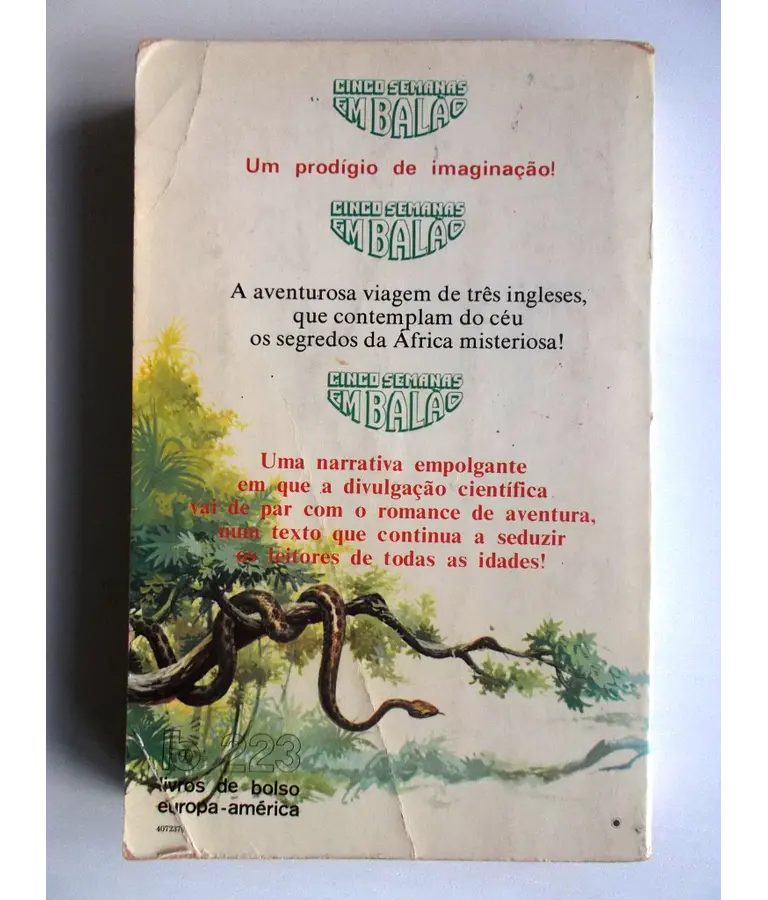 CINCO SEMANAS
EM BALÃO
Um prodígio de imaginação!
CINCO SEMANAS
EM BALÃO
A aventurosa viagem de três ingleses,
que contemplam do céu
os segredos da África misteriosa!
CINCO SEMANAS
EM BALÃO
Uma narrativa empolgante
em que a divulgação científica
vai de par com o romance de aventura,
num texto que continua a seduzir
os leitores de todas as idades!
223
livros de bolso
europa-américa